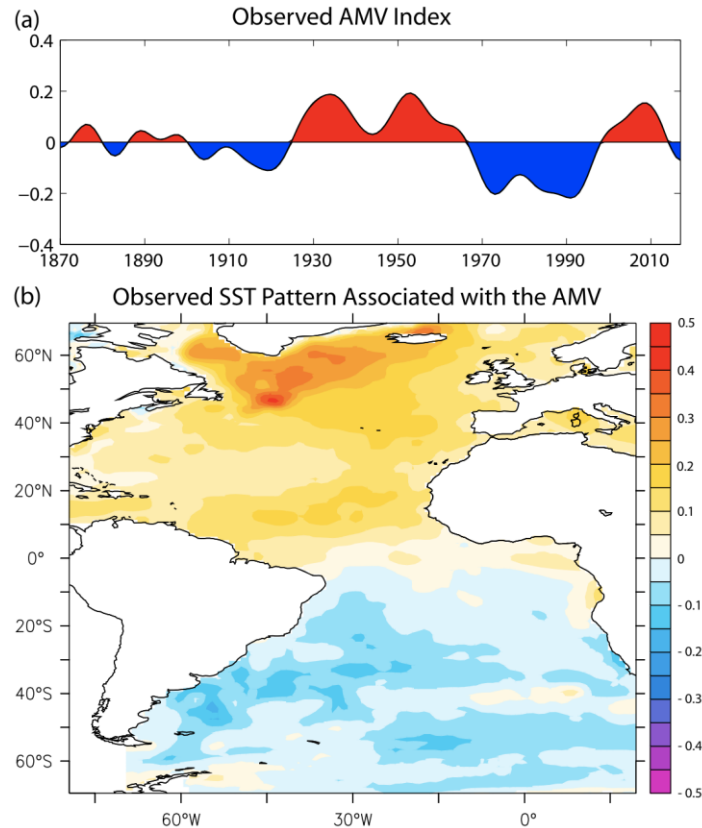 (a) Observed AMV Index
0.4
0.2
0
−0.2
−0.4
1870 1890 1910 1930 1950 1970 1990 2010
(b) Observed SST Pattern Associated with the AMV
60°N
40°N
20°N
0°
20°S
40°S
60°S
60°W 30°W 0°
0.5
0.4
0.3
0.2
0.1
0
- 0.1
- 0.2
- 0.3
- 0.4
- 0.5